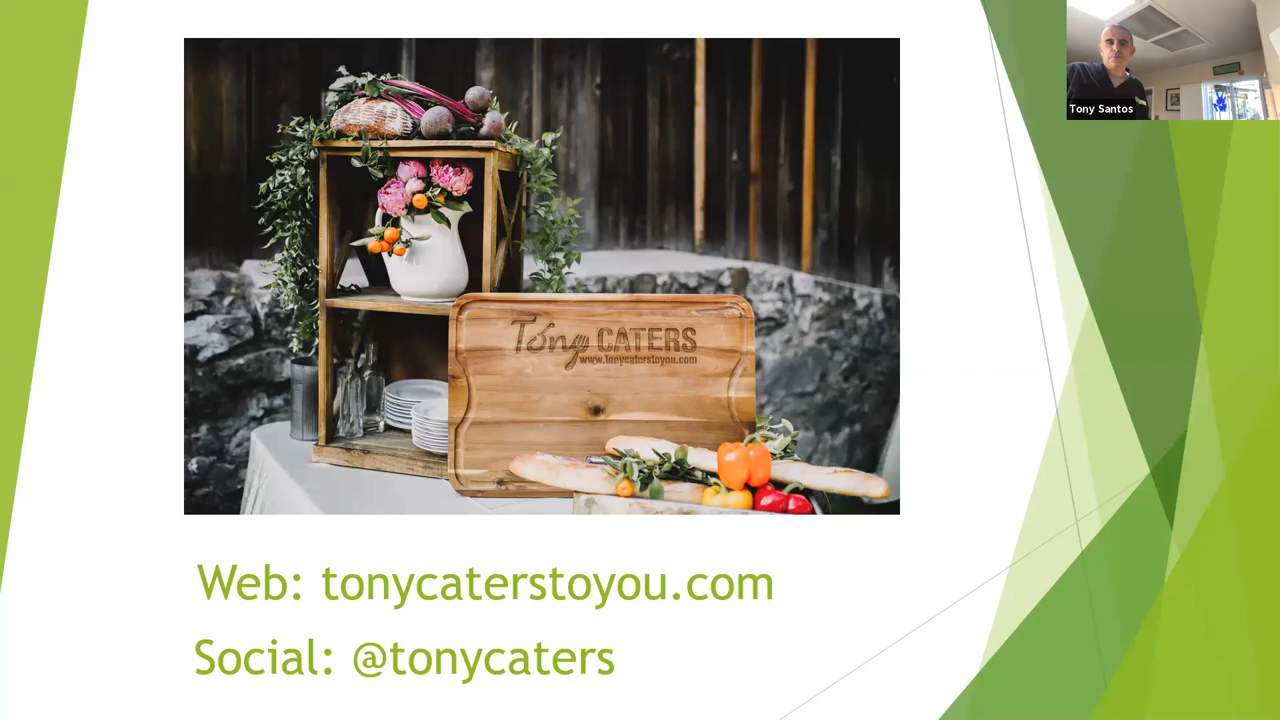 Tony Santos
Tony CATERS
www.tonycaterstoyou.com
Web: tonycaterstoyou.com
Social: @tonycaters